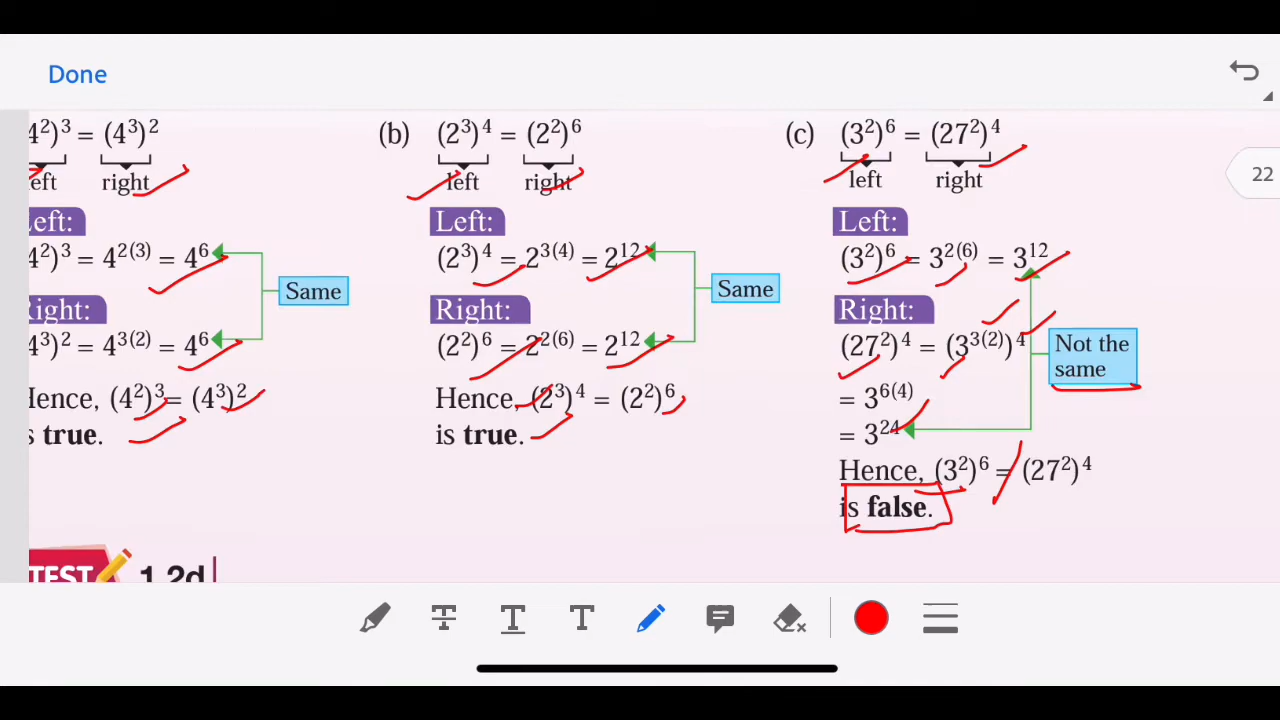 Done
4²)³ = (4³)²
left right
Left:
4²)³ = 4²⁽³⁾ = 4⁶
Same
Right:
4³)² = 4³⁽²⁾ = 4⁶
Hence, (4²)³ = (4³)²
is true.
(b) (2³)⁴ = (2²)⁶
left right
Left:
(2³)⁴ = 2³⁽⁴⁾ = 2¹²
Same
Right:
(2²)⁶ = 2²⁽⁶⁾ = 2¹²
Hence, (2³)⁴ = (2²)⁶
is true.
(c) (3²)⁶ = (27²)⁴
left right
Left:
(3²)⁶ = 3²⁽⁶⁾ = 3¹²
Right:
(27²)⁴ = (3³⁽²⁾)⁴
Not the
same
= 3⁶⁽⁴⁾
= 3²⁴
Hence, (3²)⁶ = (27²)⁴
is false.
22
TEST 1.2d
T T T